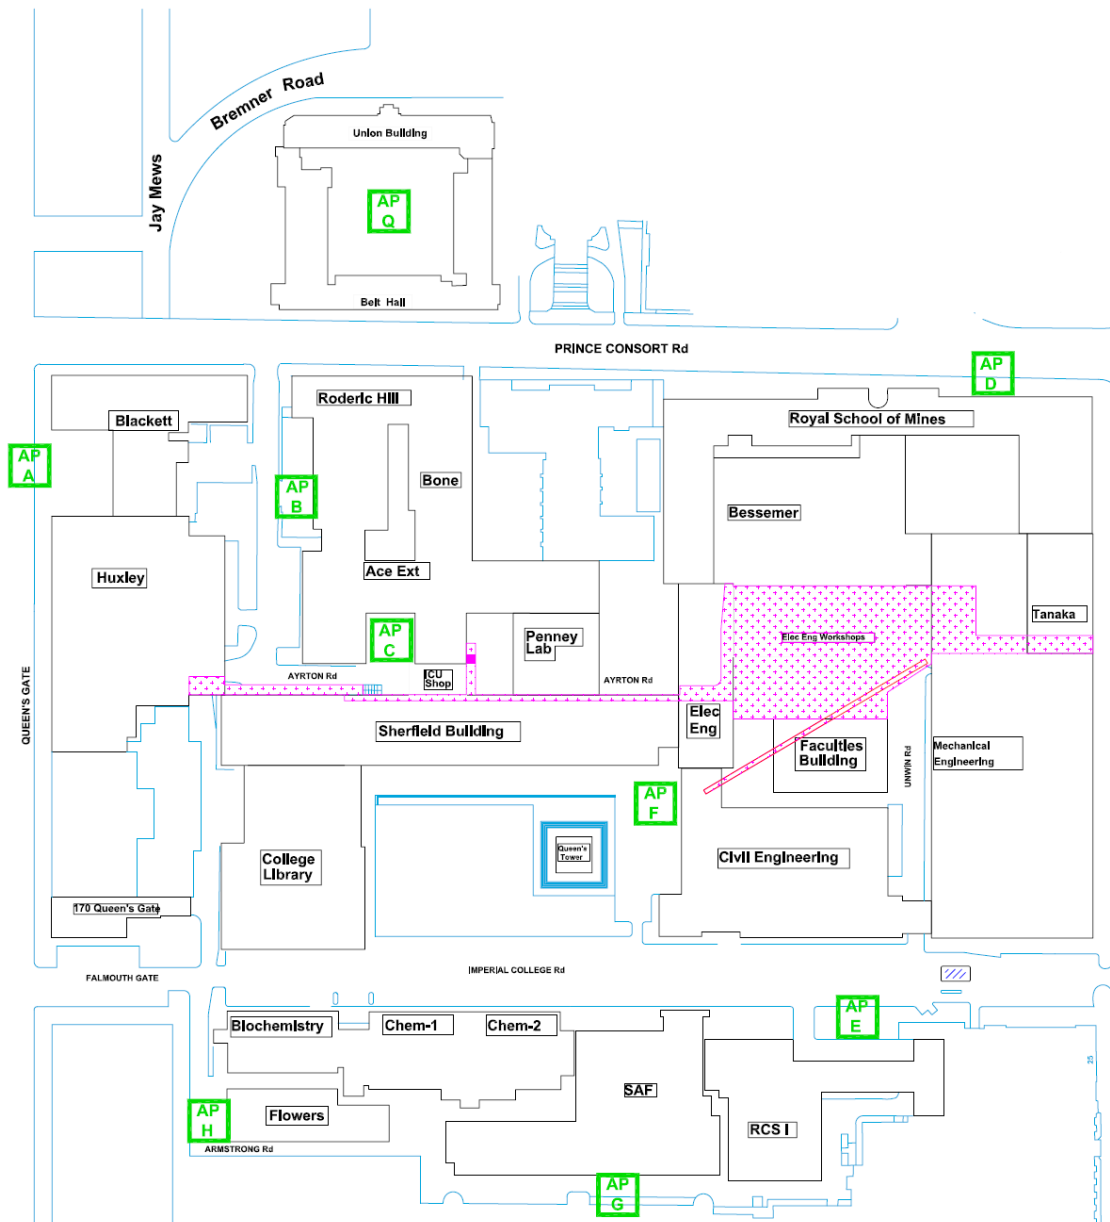 Bremner Road
Jay Mews
Union Building
AP
Q
Belt Hall
PRINCE CONSORT Rd
AP
D
Blackett
Roderic Hill
Royal School of Mines
AP
A
AP
B
Bone
Bessemer
Huxley
Ace Ext
AP
C
Penney
Lab
Elec Eng Workshops
Tanaka
QUEEN'S GATE
AYRTON Rd
ICU
Shop
AYRTON Rd
Sherfield Building
Elec
Eng
Faculties
Building
UNWIN Rd
Mechanical
Engineering
AP
F
College
Library
Queen's
Tower
Civil Engineering
170 Queen's Gate
FALMOUTH GATE
IMPERIAL COLLEGE Rd
Biochemistry
Chem-1
Chem-2
AP
E
SAF
25
Flowers
AP
H
RCS I
ARMSTRONG Rd
AP
G